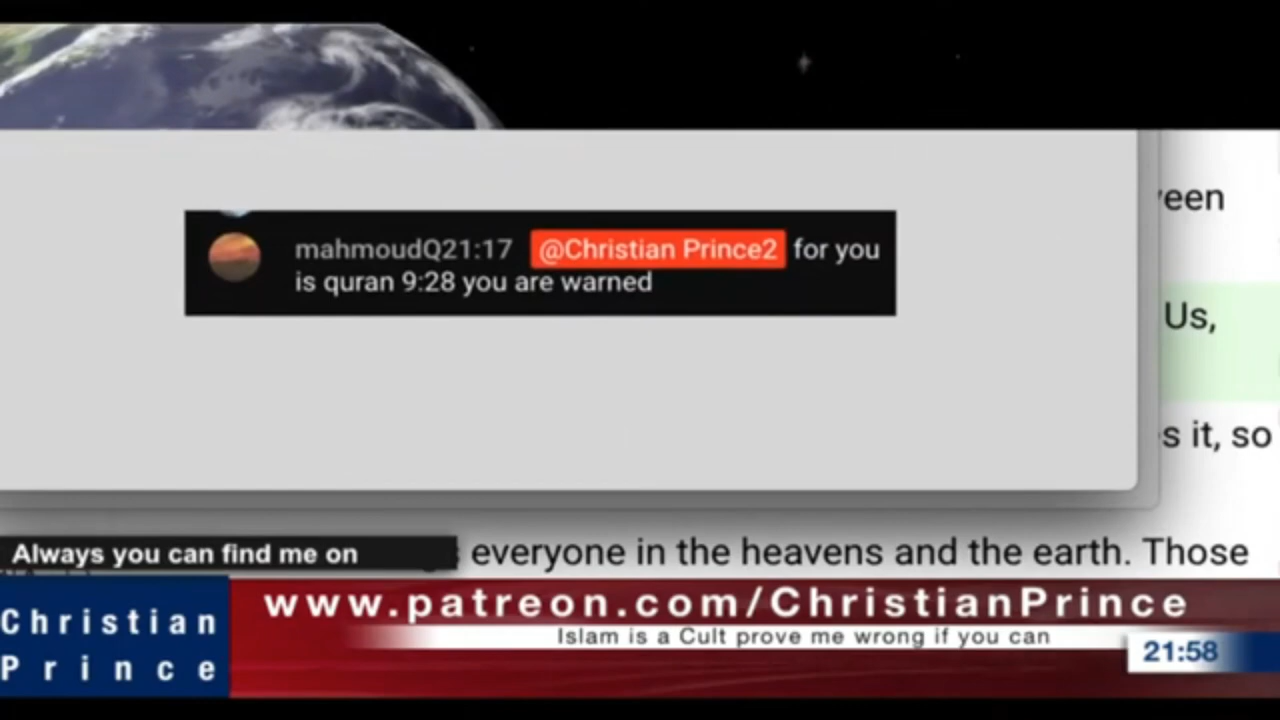 veen
mahmoudQ21:17 @Christian Prince2 for you
is quran 9:28 you are warned
Us,
s it, so
everyone in the heavens and the earth. Those
Always you can find me on
www.patreon.com/ChristianPrince
Christian
Prince
Islam is a Cult prove me wrong if you can
21:58